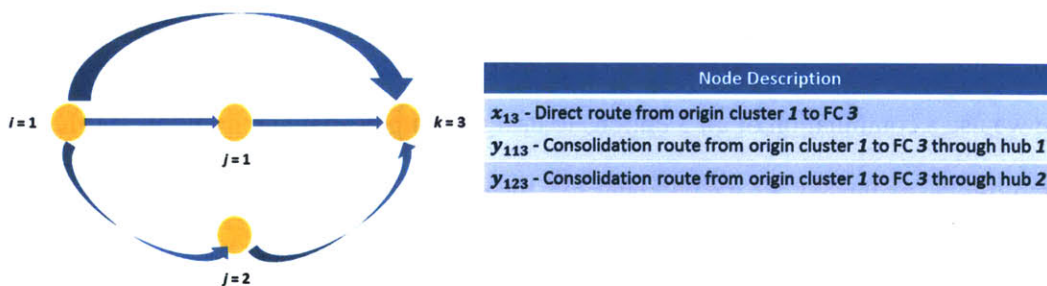 i = 1
j = 1
k = 3
j = 2
Node Description
x13 - Direct route from origin cluster 1 to FC 3
y113 - Consolidation route from origin cluster 1 to FC 3 through hub 1
y123 - Consolidation route from origin cluster 1 to FC 3 through hub 2